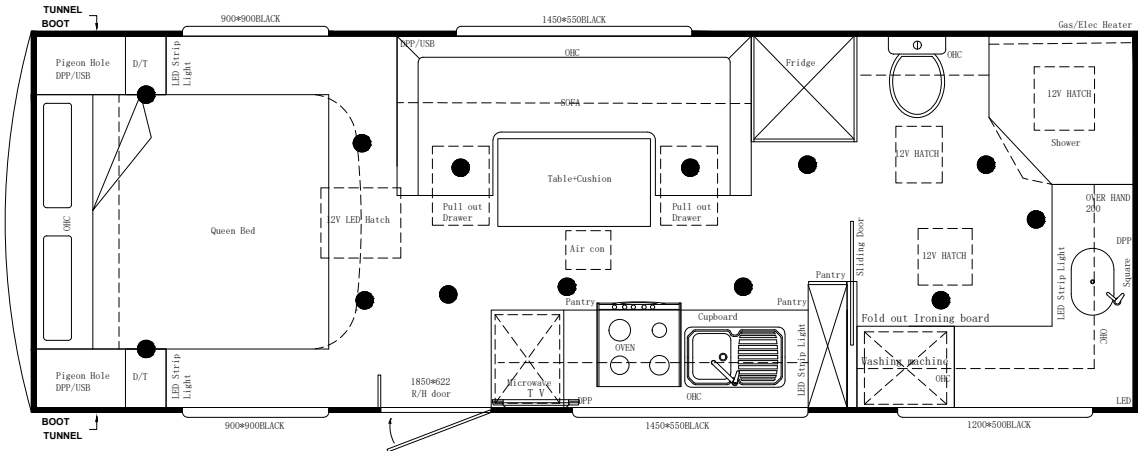 TUNNEL
BOOT
900*900BLACK
1450*550BLACK
Gas/Elec Heater
Pigeon Hole
DPP/USB
D/T
LED Strip
Light
DPP/USB
OHC
SOFA
Fridge
OHC
12V HATCH
Shower
12V HATCH
Table+Cushion
Pull out
Drawer
Pull out
Drawer
OVER HAND
200
OHC
Queen Bed
12V LED Hatch
Air con
Sliding Door
12V HATCH
LED Strip Light
DPP
Square
Pantry
Pantry
Pantry
Cupboard
Fold out Ironing board
OVEN
LED Strip Light
Washing machine
OHC
OHC
Pigeon Hole
DPP/USB
D/T
LED Strip
Light
1850*622
R/H door
Microwave
T V
DPP
OHC
LED
BOOT
TUNNEL
900*900BLACK
1450*550BLACK
1200*500BLACK